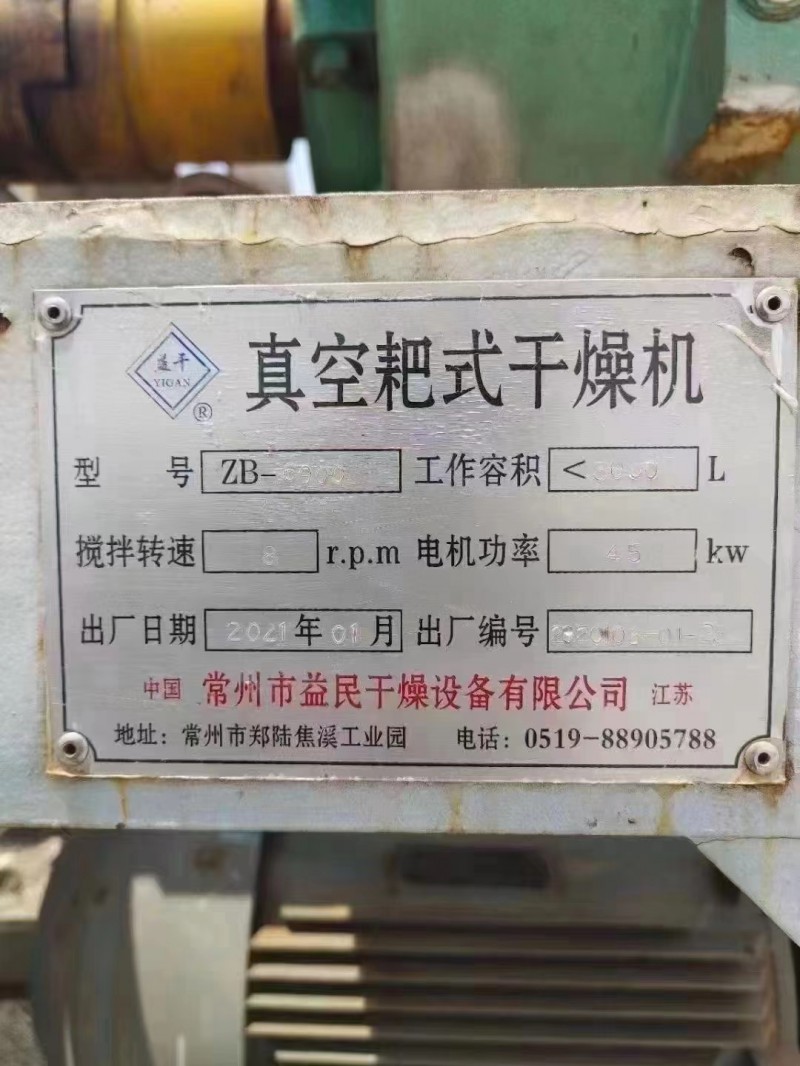 益干
YIGAN
®
真空耙式干燥机
型 号 ZB- 工作容积 < L
搅拌转速 8 r.p.m 电机功率 45 kw
出厂日期 2021年01月 出厂编号
中国 常州市益民干燥设备有限公司 江苏
地址：常州市郑陆焦溪工业园 电话：0519-88905788